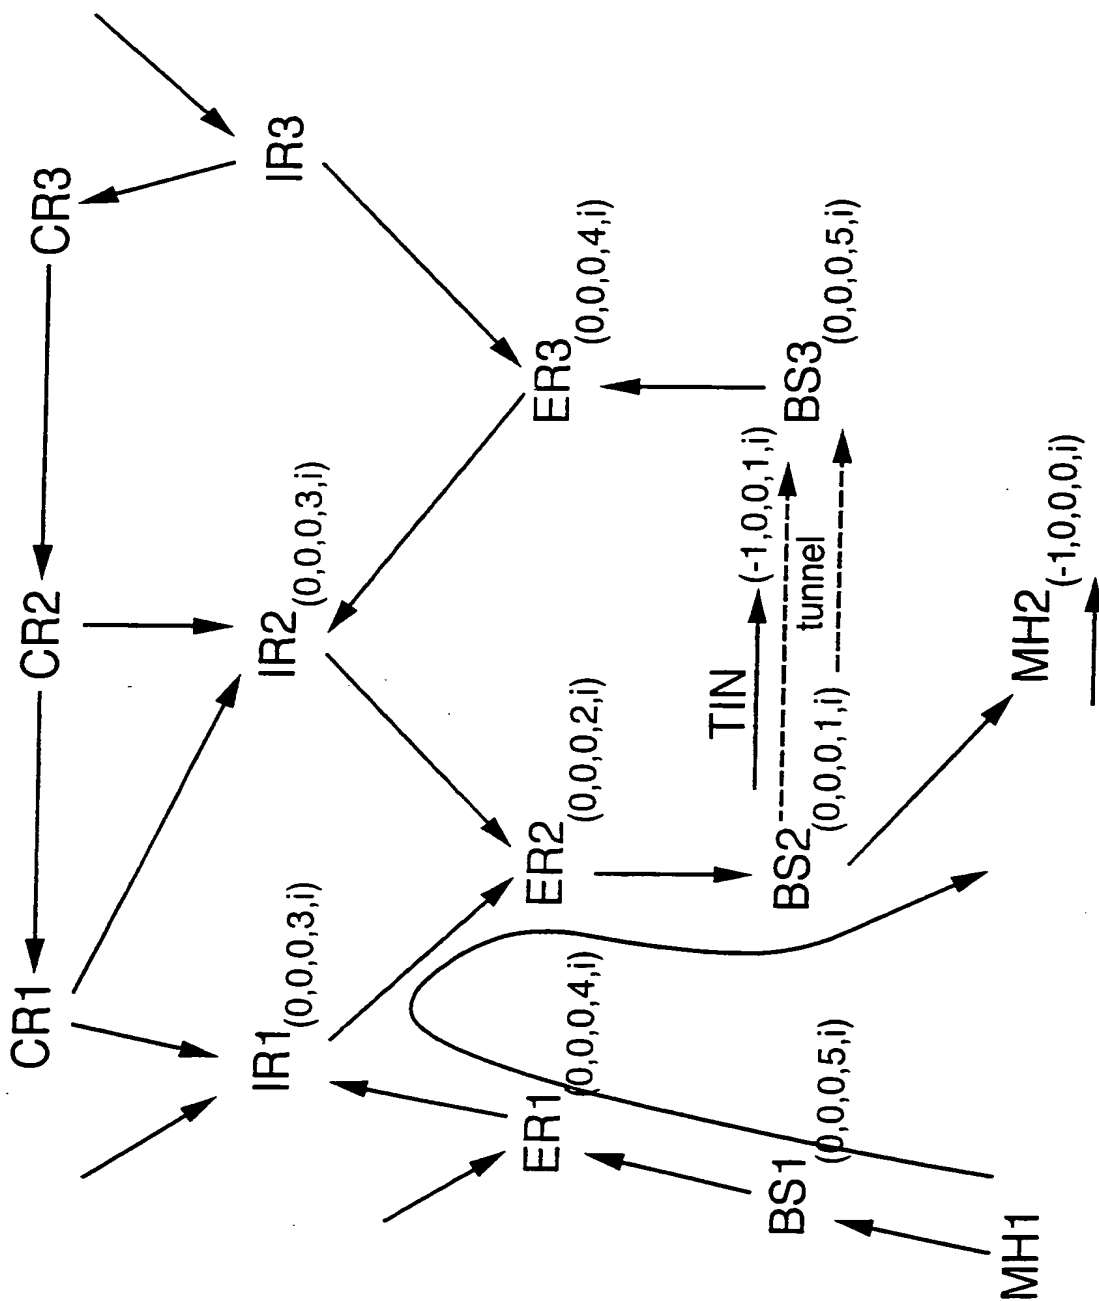 CR1
CR2
CR3
IR1 (0,0,0,3,i)
IR2 (0,0,0,3,i)
IR3
ER1 (0,0,0,4,i)
ER2 (0,0,0,2,i)
ER3 (0,0,0,4,i)
TIN
(-1,0,0,1,i)
tunnel
BS1 (0,0,0,5,i)
BS2 (0,0,0,1,i)
BS3 (0,0,0,5,i)
MH1
MH2 (-1,0,0,0,i)